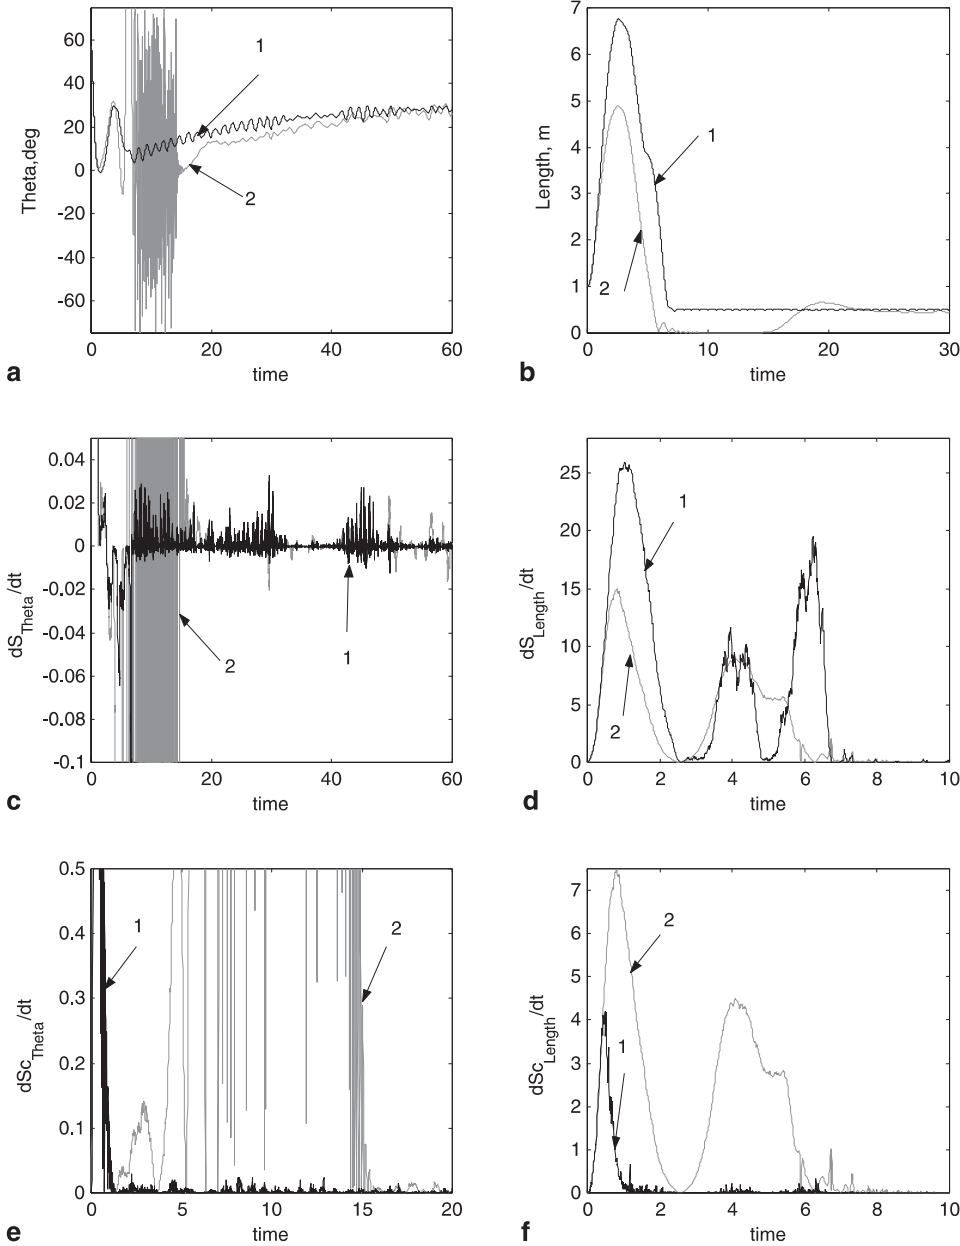 60
40
20
0
-20
-40
-60
Theta,deg
1
2
0 20 40 60
time
a
7
6
5
4
3
2
1
0
Length, m
1
2
0 10 20 30
time
b
0.04
0.02
0
-0.02
-0.04
-0.06
-0.08
-0.1
dS_Theta/dt
2
1
0 20 40 60
time
c
25
20
15
10
5
0
dS_Length/dt
1
2
0 2 4 6 8 10
time
d
0.5
0.4
0.3
0.2
0.1
0
dSc_Theta/dt
1
2
0 5 10 15 20
time
e
7
6
5
4
3
2
1
0
dSc_Length/dt
2
1
0 2 4 6 8 10
time
f